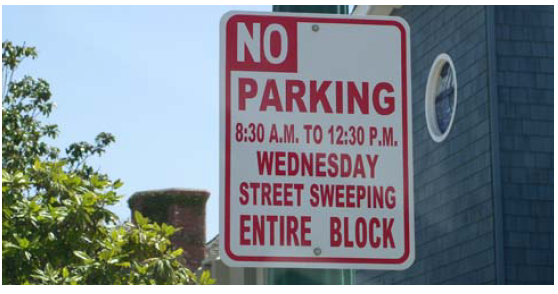 NO
PARKING
8:30 A.M. TO 12:30 P.M.
WEDNESDAY
STREET SWEEPING
ENTIRE BLOCK